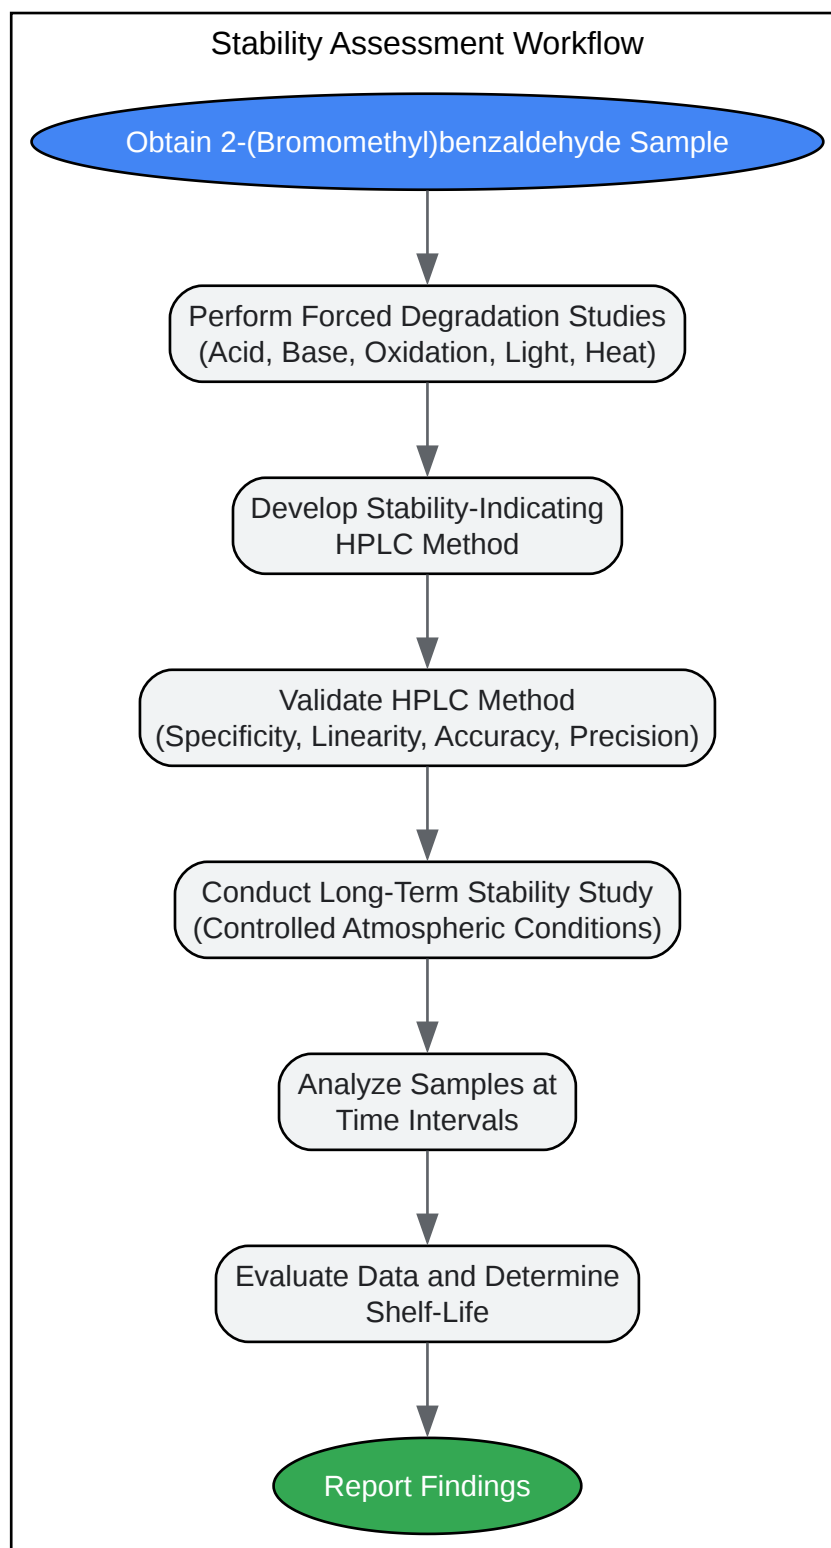 Stability Assessment Workflow
Obtain 2-(Bromomethyl)benzaldehyde Sample
Perform Forced Degradation Studies
(Acid, Base, Oxidation, Light, Heat)
Develop Stability-Indicating
HPLC Method
Validate HPLC Method
(Specificity, Linearity, Accuracy, Precision)
Conduct Long-Term Stability Study
(Controlled Atmospheric Conditions)
Analyze Samples at
Time Intervals
Evaluate Data and Determine
Shelf-Life
Report Findings